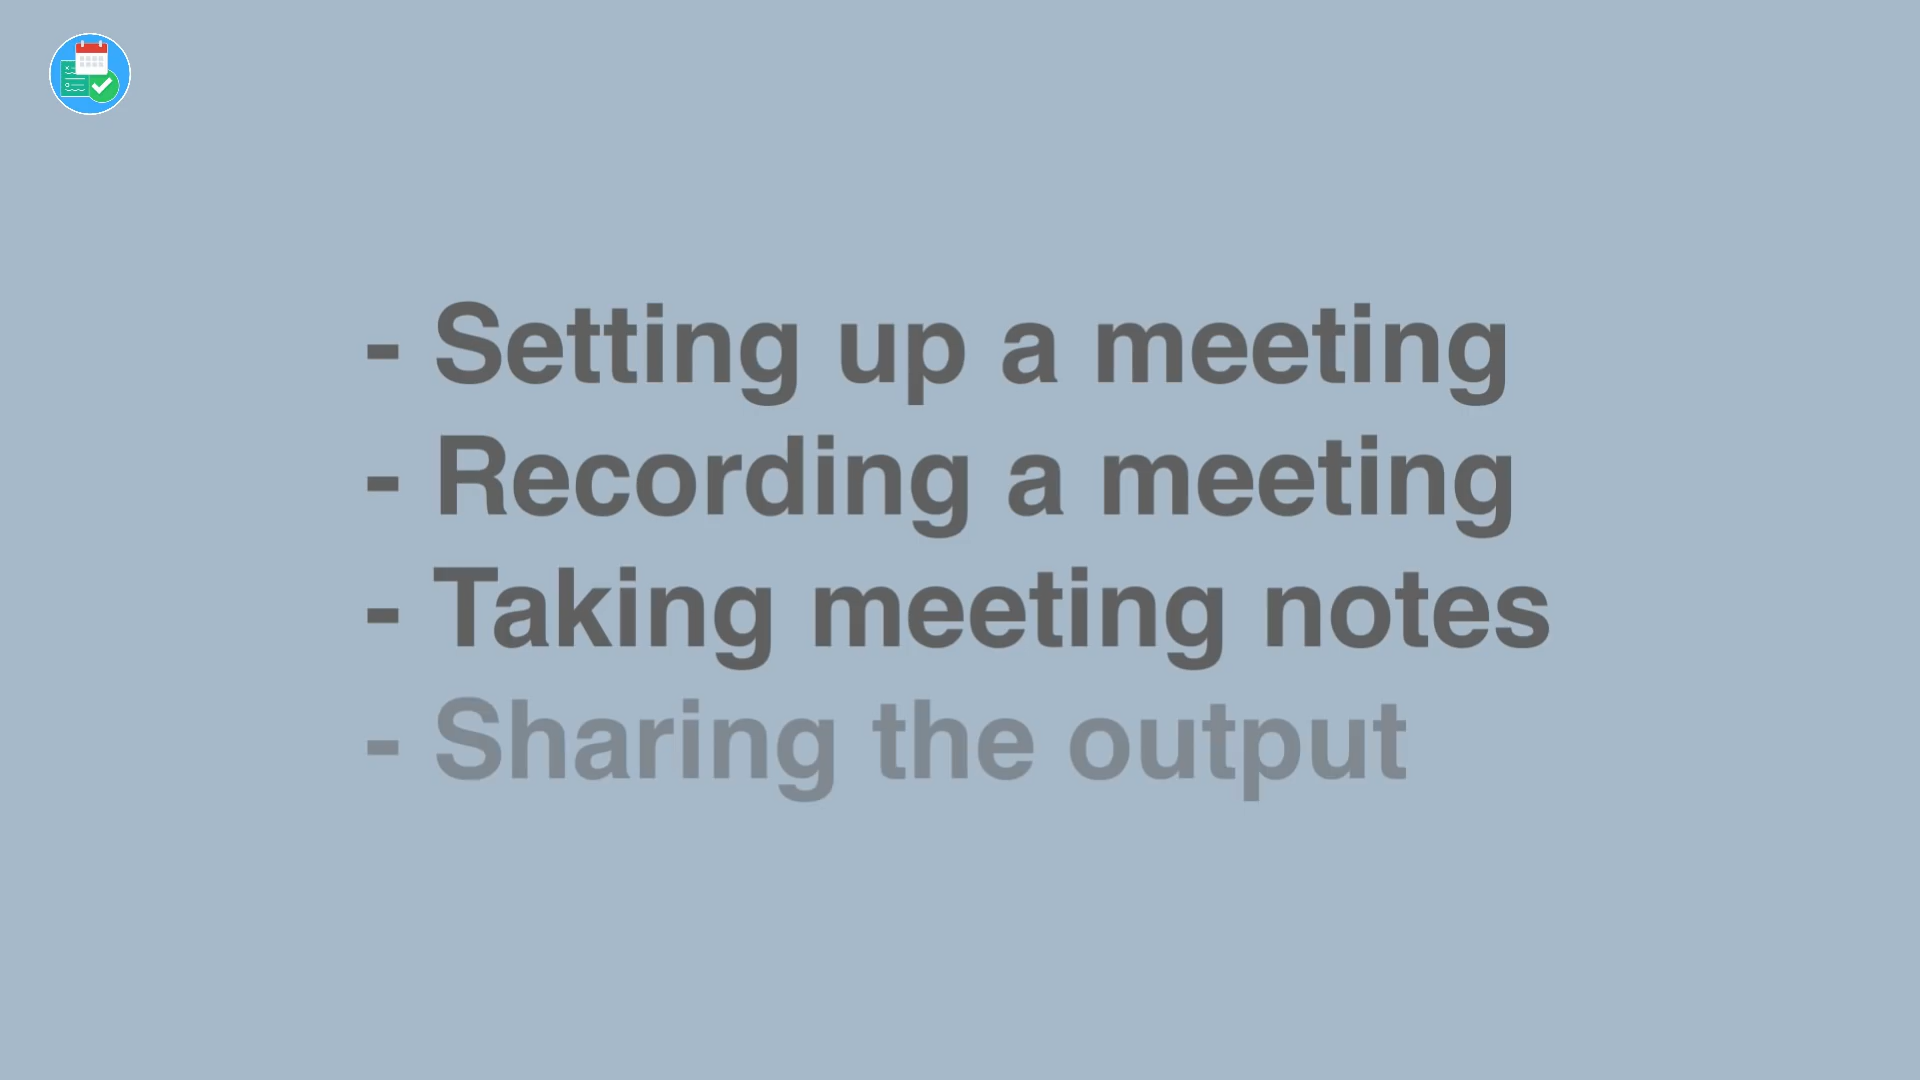 - Setting up a meeting
- Recording a meeting
- Taking meeting notes
- Sharing the output